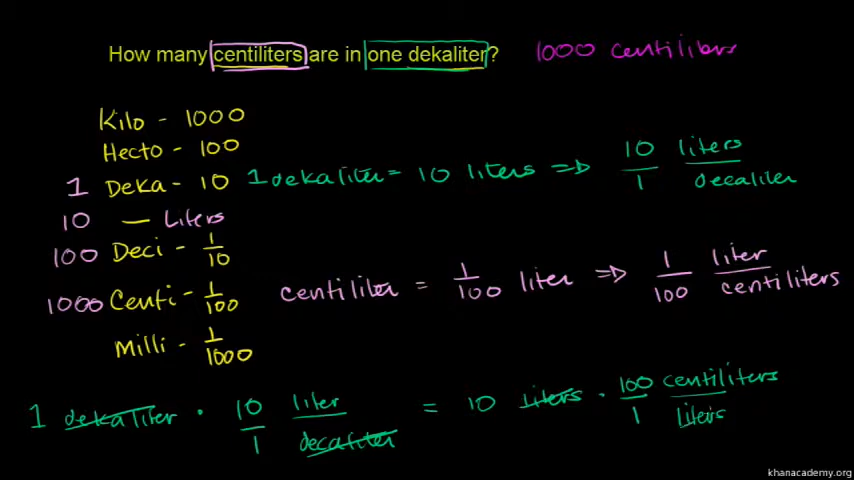 How many centiliters are in one dekaliter? 1000 centiliters
Kilo - 1000
Hecto - 100
1 Deka - 10 1 dekaliter = 10 liters ⇒ 10/1 liters/decaliter
10 — Liters
100 Deci - 1/10
1000 Centi - 1/100 centiliter = 1/100 liter ⇒ 1/100 liter/centiliters
Milli - 1/1000
1 dekaliter · 10/1 liter/decaliter = 10 liters · 100/1 centiliters/liters
khanacademy.org